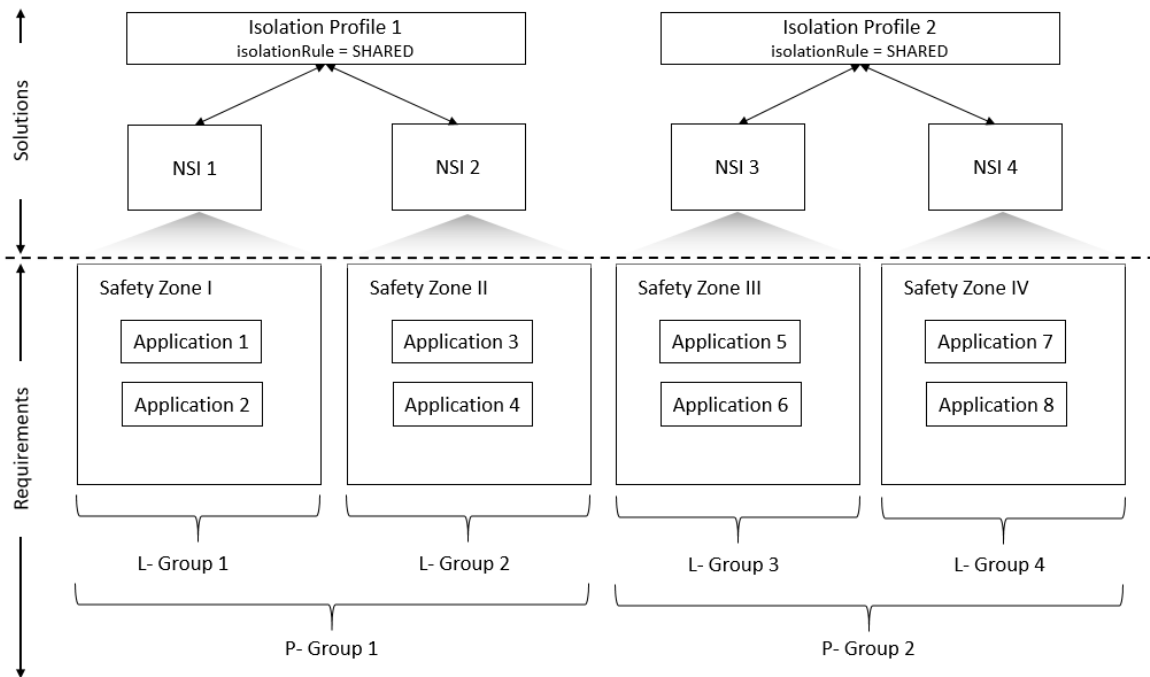 Isolation Profile 1
isolationRule = SHARED
Isolation Profile 2
isolationRule = SHARED
Solutions
NSI 1
NSI 2
NSI 3
NSI 4
Requirements
Safety Zone I
Application 1
Application 2
Safety Zone II
Application 3
Application 4
Safety Zone III
Application 5
Application 6
Safety Zone IV
Application 7
Application 8
L- Group 1
L- Group 2
L- Group 3
L- Group 4
P- Group 1
P- Group 2